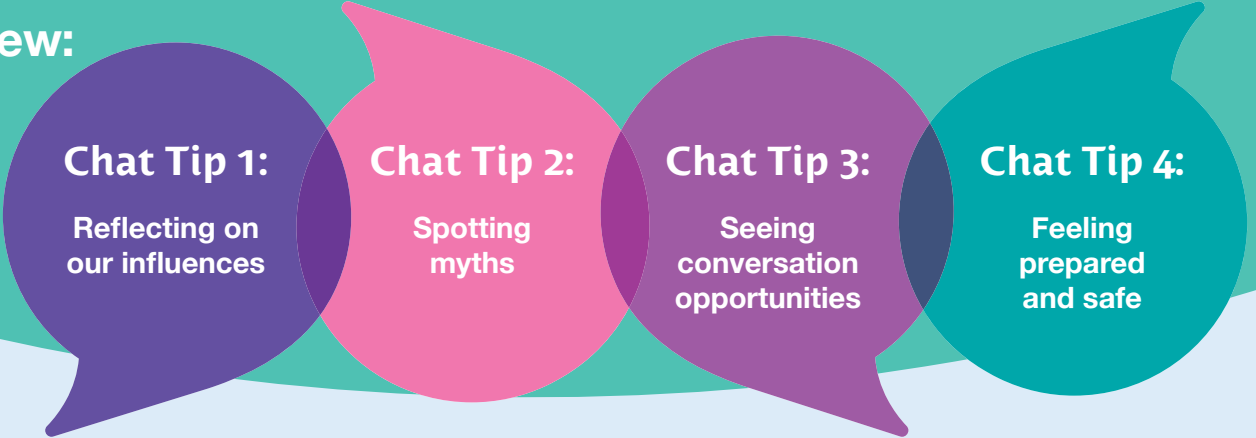 ew:
Chat Tip 1:
Reflecting on
our influences
Chat Tip 2:
Spotting
myths
Chat Tip 3:
Seeing
conversation
opportunities
Chat Tip 4:
Feeling
prepared
and safe